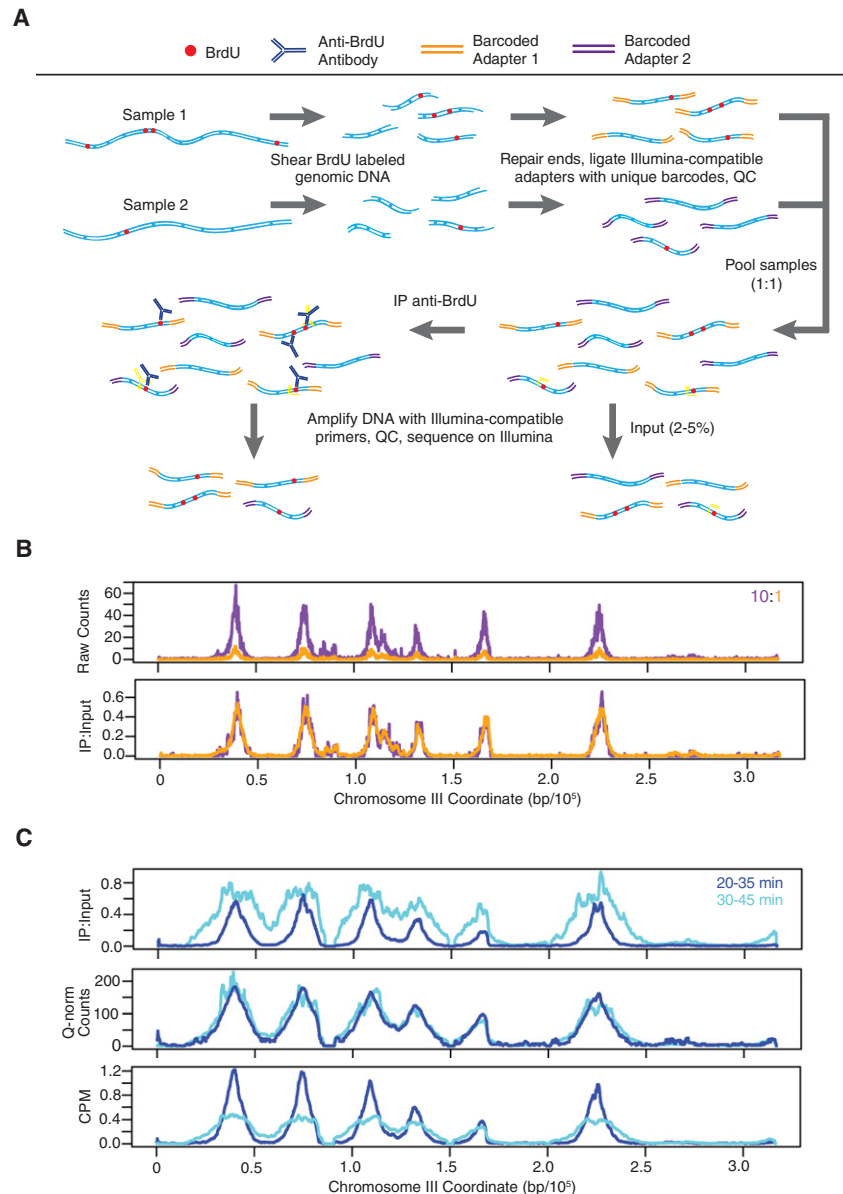 A
BrdU
Anti-BrdU
Antibody
Barcoded
Adapter 1
Barcoded
Adapter 2
Sample 1
Shear BrdU labeled
genomic DNA
Repair ends, ligate Illumina-compatible
adapters with unique barcodes, QC
Sample 2
Pool samples
(1:1)
IP anti-BrdU
Amplify DNA with Illumina-compatible
primers, QC, sequence on Illumina
Input (2-5%)
B
Raw Counts
60
40
20
0
10:1
IP:Input
0.6
0.4
0.2
0.0
0 0.5 1.0 1.5 2.0 2.5 3.0
Chromosome III Coordinate (bp/10⁵)
C
IP:Input
0.8
0.4
0.0
20-35 min
30-45 min
Q-norm
Counts
200
100
0
CPM
1.2
0.8
0.4
0.0
0 0.5 1.0 1.5 2.0 2.5 3.0
Chromosome III Coordinate (bp/10⁵)